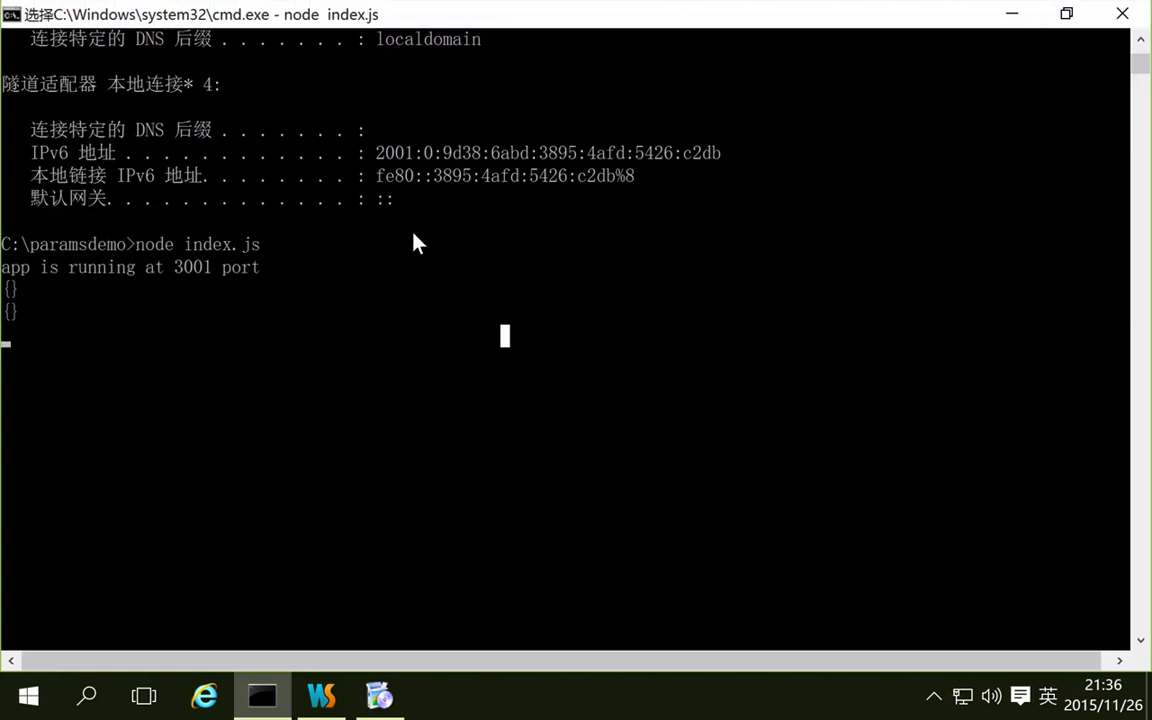 选择C:\Windows\system32\cmd.exe - node  index.js
连接特定的 DNS 后缀 . . . . . . . : localdomain
隧道适配器 本地连接* 4:
连接特定的 DNS 后缀 . . . . . . . :
IPv6 地址 . . . . . . . . . . . . : 2001:0:9d38:6abd:3895:4afd:5426:c2db
本地链接 IPv6 地址. . . . . . . . : fe80::3895:4afd:5426:c2db%8
默认网关. . . . . . . . . . . . . : ::
C:\paramsdemo>node index.js
app is running at 3001 port
{}
{}
WS
英
21:36
2015/11/26